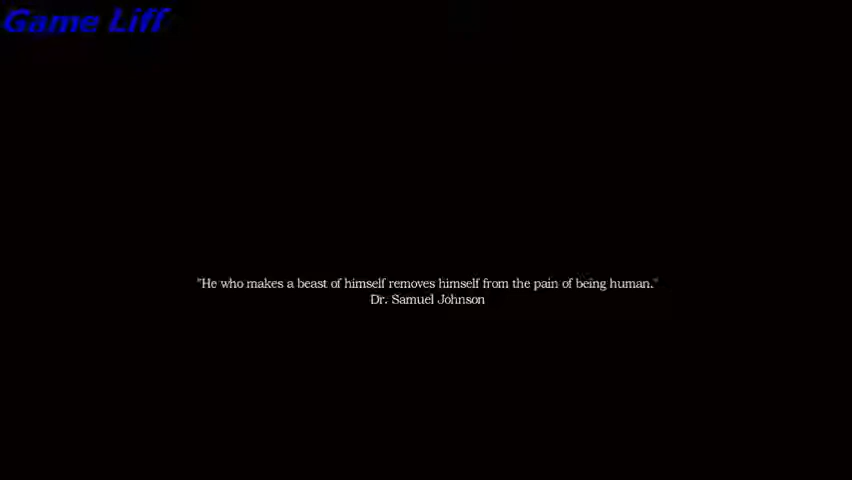 Game Liff
"He who makes a beast of himself removes himself from the pain of being human."
Dr. Samuel Johnson